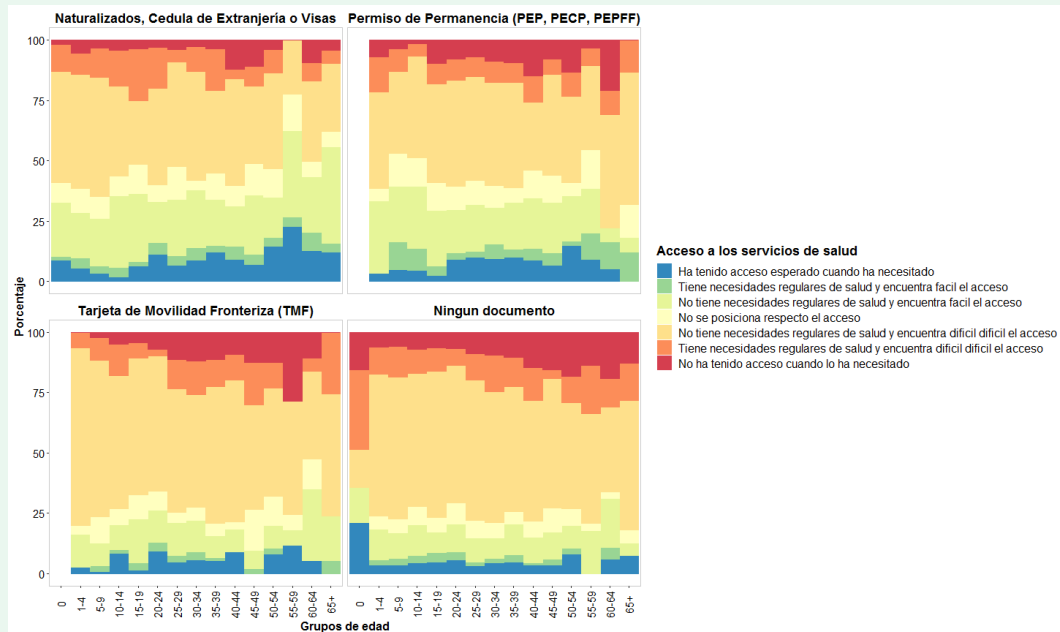 Naturalizados, Cedula de Extranjería o Visas
Permiso de Permanencia (PEP, PECP, PEPFF)
100
75
50
25
0
Tarjeta de Movilidad Fronteriza (TMF)
Ningun documento
100
75
50
25
0
Porcentaje
0
1-4
5-9
10-14
15-19
20-24
25-29
30-34
35-39
40-44
45-49
50-54
55-59
60-64
65+
0
1-4
5-9
10-14
15-19
20-24
25-29
30-34
35-39
40-44
45-49
50-54
55-59
60-64
65+
Grupos de edad
Acceso a los servicios de salud
Ha tenido acceso esperado cuando ha necesitado
Tiene necesidades regulares de salud y encuentra facil el acceso
No tiene necesidades regulares de salud y encuentra facil el acceso
No se posiciona respecto el acceso
No tiene necesidades regulares de salud y encuentra dificil dificil el acceso
Tiene necesidades regulares de salud y encuentra dificil dificil el acceso
No ha tenido acceso cuando lo ha necesitado